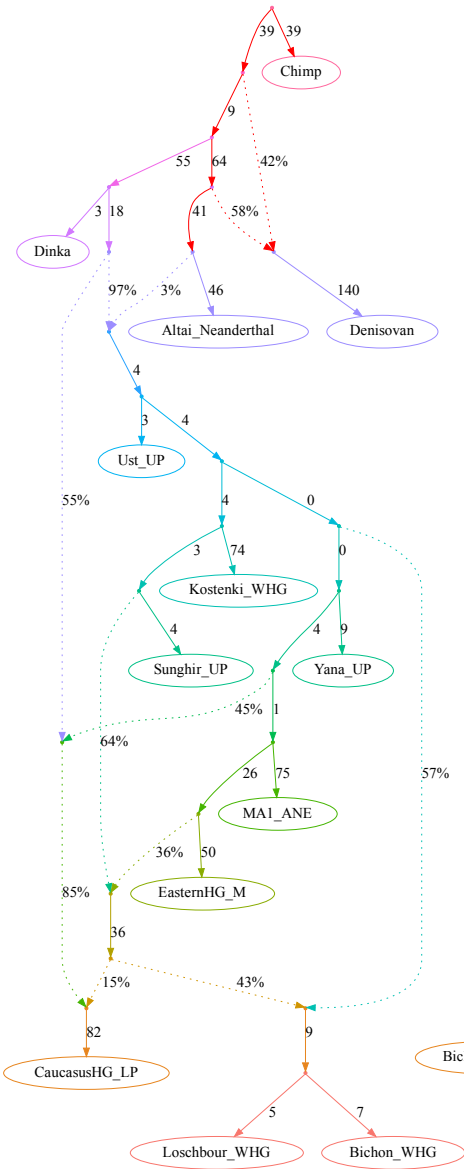 39 39
Chimp
9
55 64 42%
3 18 41 58%
Dinka
97% 3% 46 140
Altai_Neanderthal Denisovan
4
3 4
Ust_UP
55% 4 0
3 74 0
Kostenki_WHG
4 4 9
Sunghir_UP Yana_UP
45% 1
64% 57%
26 75
MA1_ANE
36% 50
85% EasternHG_M
36
15% 43%
82 9
CaucasusHG_LP Bic
5 7
Loschbour_WHG Bichon_WHG